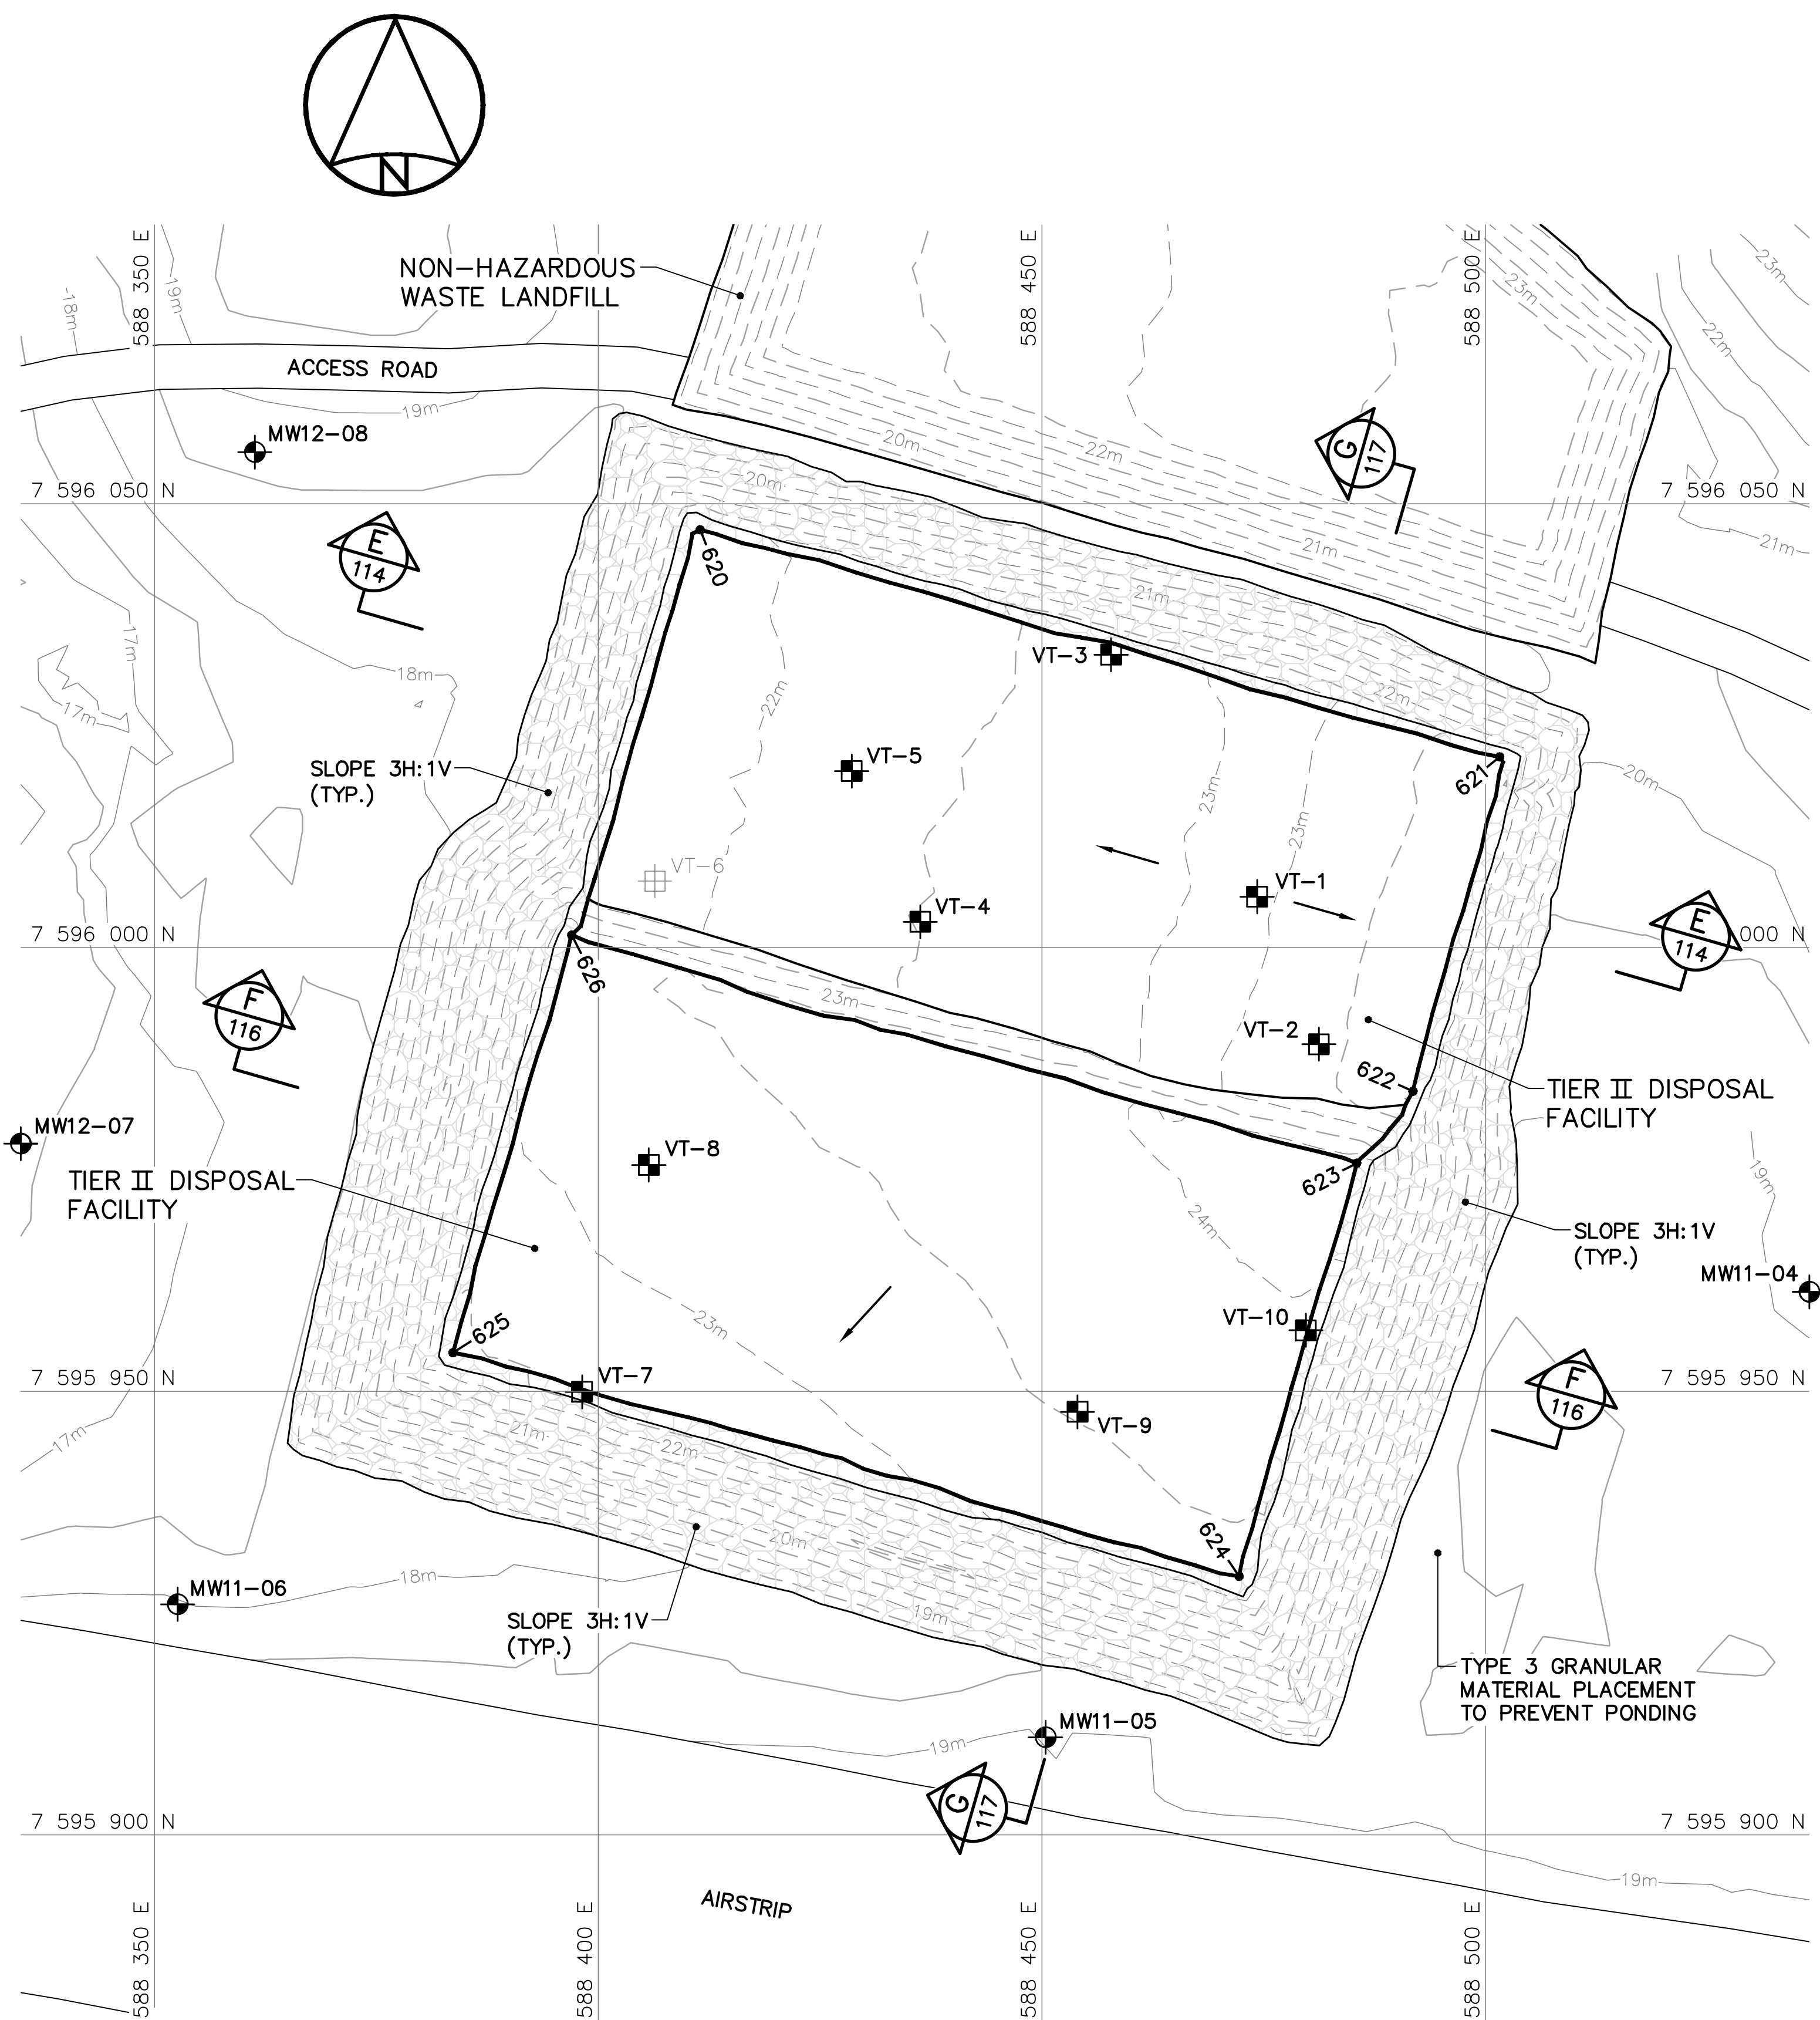 N
588 350 E
588 450 E
588 500 E
NON-HAZARDOUS
WASTE LANDFILL
18m
19m
23m
23m
22m
ACCESS ROAD
19m
MW12-08
20m
22m
G
117
7 596 050 N
20m
7 596 050 N
21m
21m
E
114
620
21m
17m
18m
VT-3
22m
22m
17m
621
20m
SLOPE 3H:1V
(TYP.)
VT-5
23m
23m
VT-6
VT-1
VT-4
7 596 000 N
000 N
E
114
626
23m
F
116
VT-2
622
TIER II DISPOSAL
FACILITY
MW12-07
VT-8
623
19m
TIER II DISPOSAL
FACILITY
24m
SLOPE 3H:1V
(TYP.)
MW11-04
23m
VT-10
625
VT-7
7 595 950 N
7 595 950 N
F
116
VT-9
17m
21m
22m
624
20m
18m
MW11-06
19m
SLOPE 3H:1V
(TYP.)
TYPE 3 GRANULAR
MATERIAL PLACEMENT
TO PREVENT PONDING
MW11-05
19m
G
117
7 595 900 N
7 595 900 N
19m
AIRSTRIP
588 350 E
588 400 E
588 450 E
588 500 E